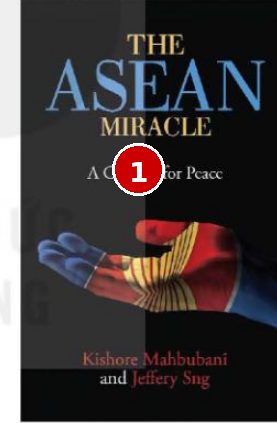 THE
ASEAN
MIRACLE
A for Peace
1
Kishore Mahbubani
and Jeffery Sng